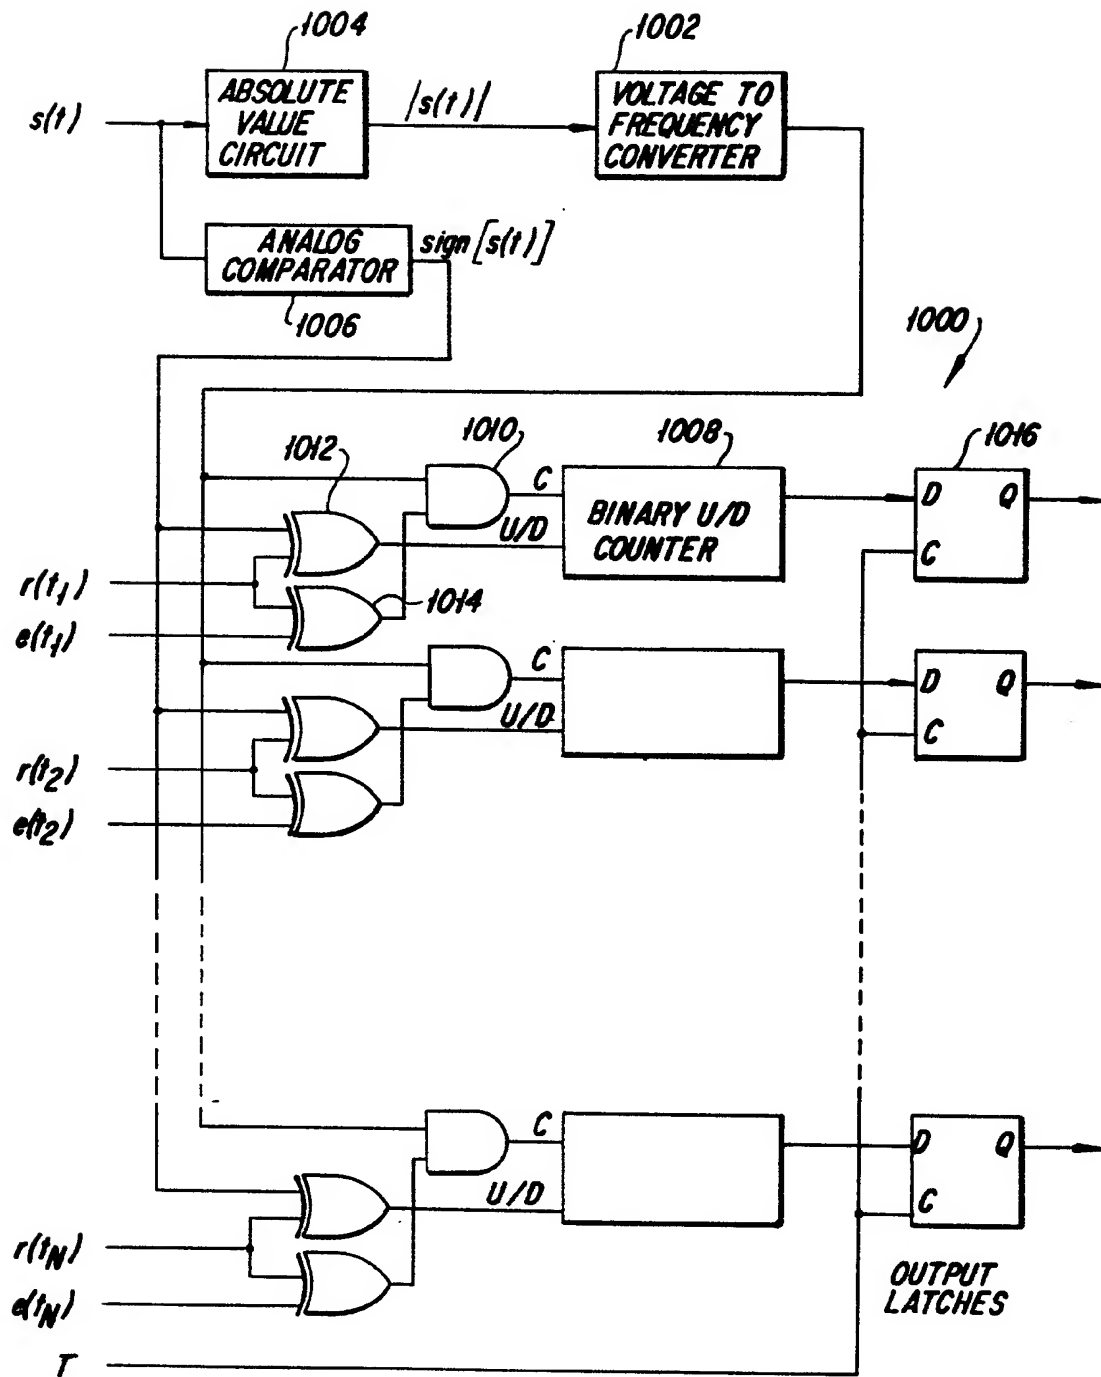 1004
1002
s(t)
ABSOLUTE
VALUE
CIRCUIT
|s(t)|
VOLTAGE TO
FREQUENCY
CONVERTER
ANALOG
COMPARATOR
sign[s(t)]
1006
1000
1012
1010
1008
1016
C
BINARY U/D
COUNTER
D
Q
U/D
C
r(t1)
1014
e(t1)
C
D
Q
U/D
C
r(t2)
e(t2)
C
D
Q
U/D
C
r(tN)
e(tN)
OUTPUT
LATCHES
T